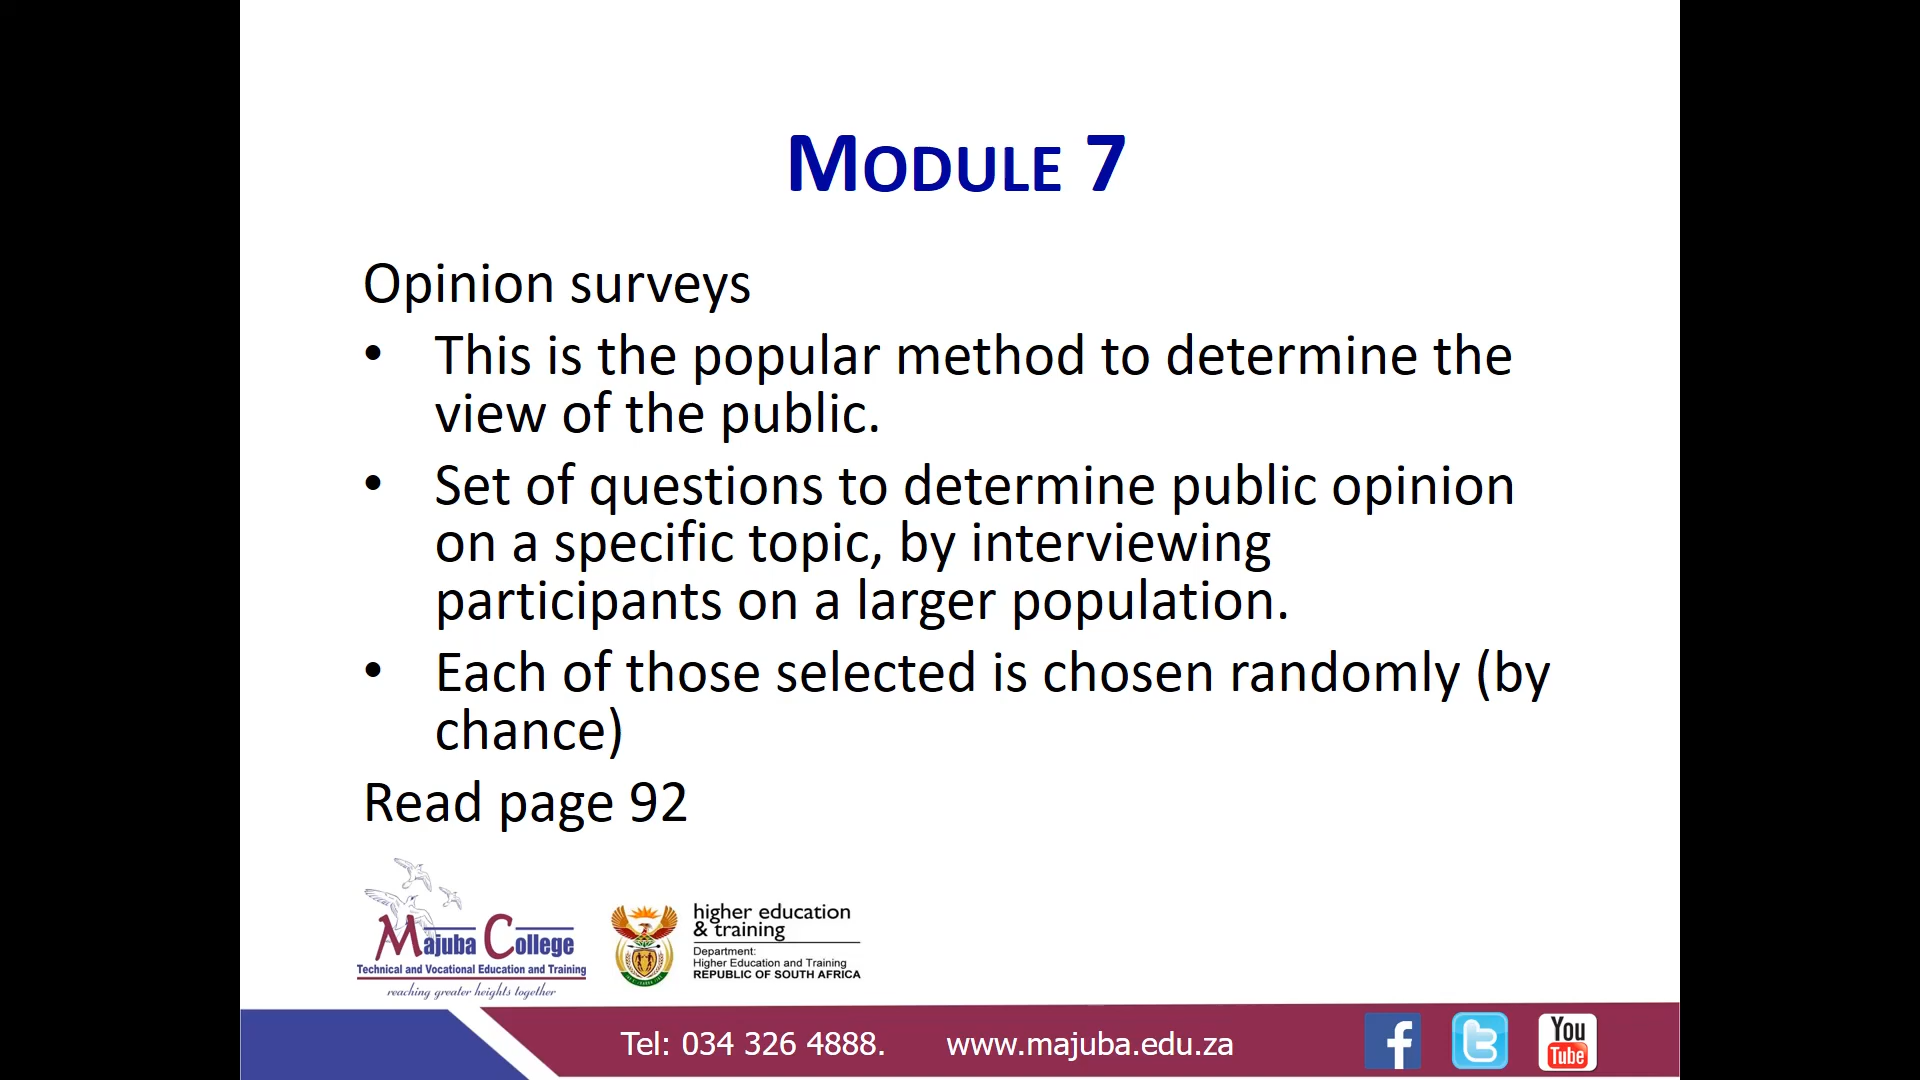 MODULE 7
Opinion surveys
• This is the popular method to determine the
view of the public.
• Set of questions to determine public opinion
on a specific topic, by interviewing
participants on a larger population.
• Each of those selected is chosen randomly (by
chance)
Read page 92
Majuba College
Technical and Vocational Education and Training
reaching greater heights together
higher education
& training
Department:
Higher Education and Training
REPUBLIC OF SOUTH AFRICA
Tel: 034 326 4888. www.majuba.edu.za
You
Tube